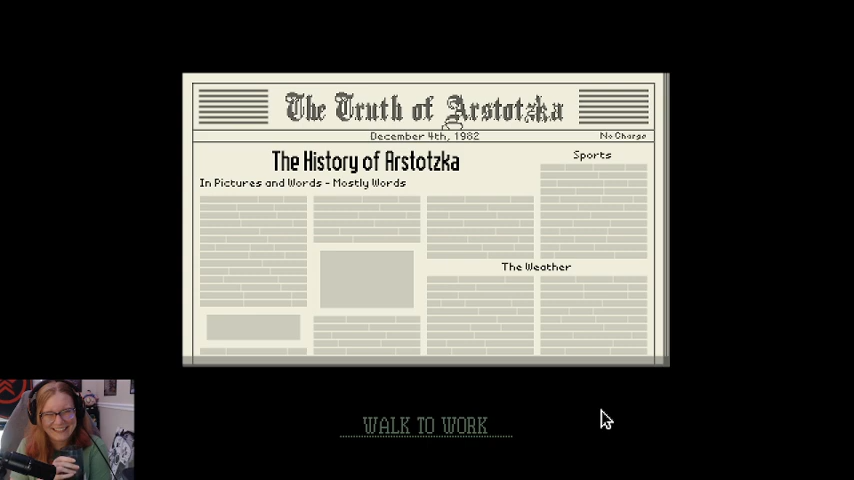 The Truth of Arstotzka
December 4th, 1982
No Charge
The History of Arstotzka
In Pictures and Words - Mostly Words
Sports
The Weather
WALK TO WORK